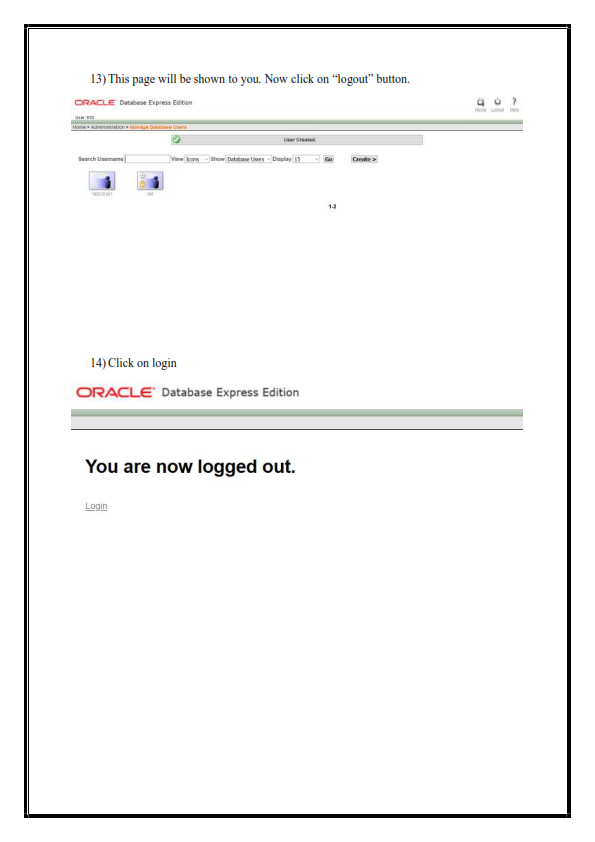 13) This page will be shown to you. Now click on “logout” button.
ORACLE Database Express Edition
Home Logout Help
User: SYS
Home > Administration > Manage Database Users
User Created.
Search Username View Icons Show Database Users Display 15 Go Create >
HR
1-2
14) Click on login
ORACLE Database Express Edition
You are now logged out.
Login